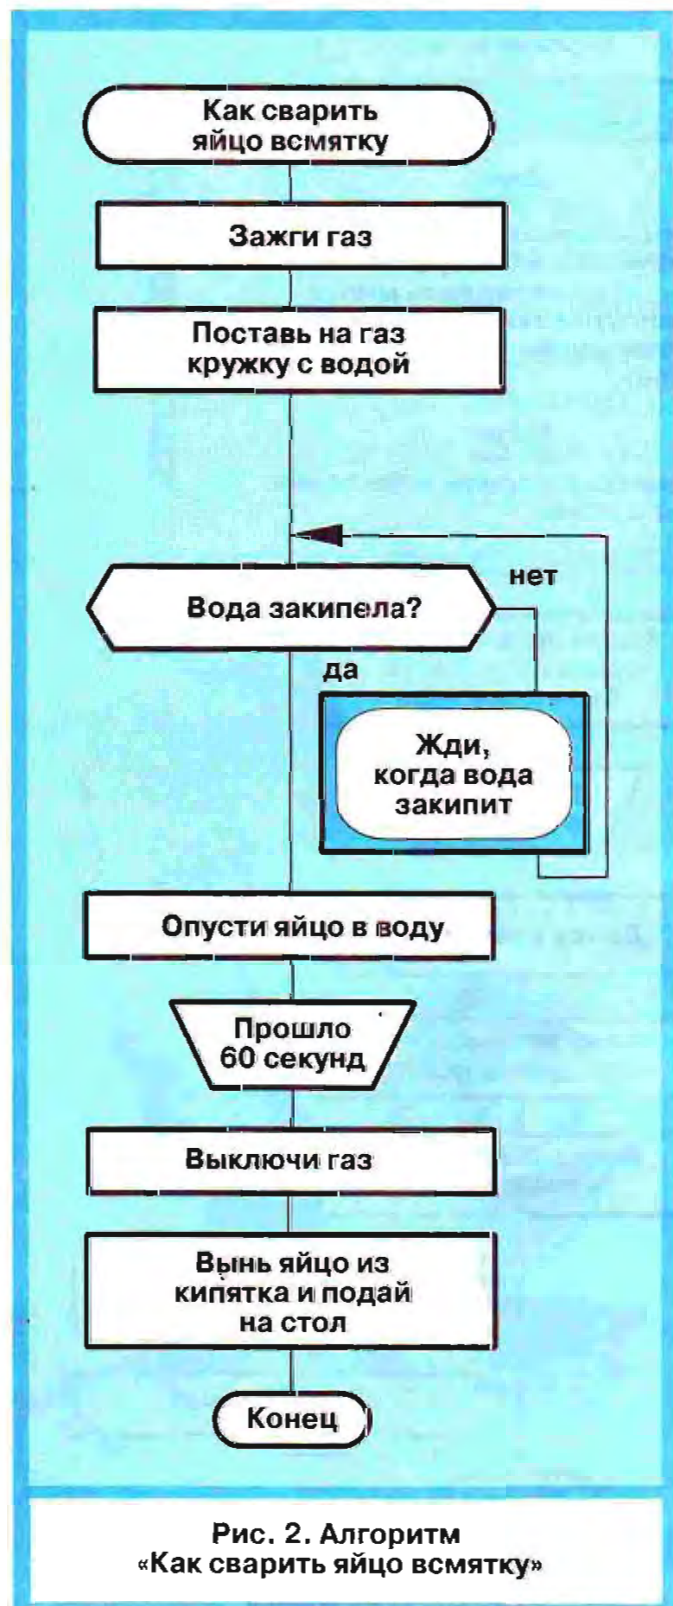 Как сварить
яйцо всмятку
Зажги газ
Поставь на газ
кружку с водой
нет
Вода закипела?
да
Жди,
когда вода
закипит
Опусти яйцо в воду
Прошло
60 секунд
Выключи газ
Вынь яйцо из
кипятка и подай
на стол
Конец
Рис. 2. Алгоритм
«Как сварить яйцо всмятку»